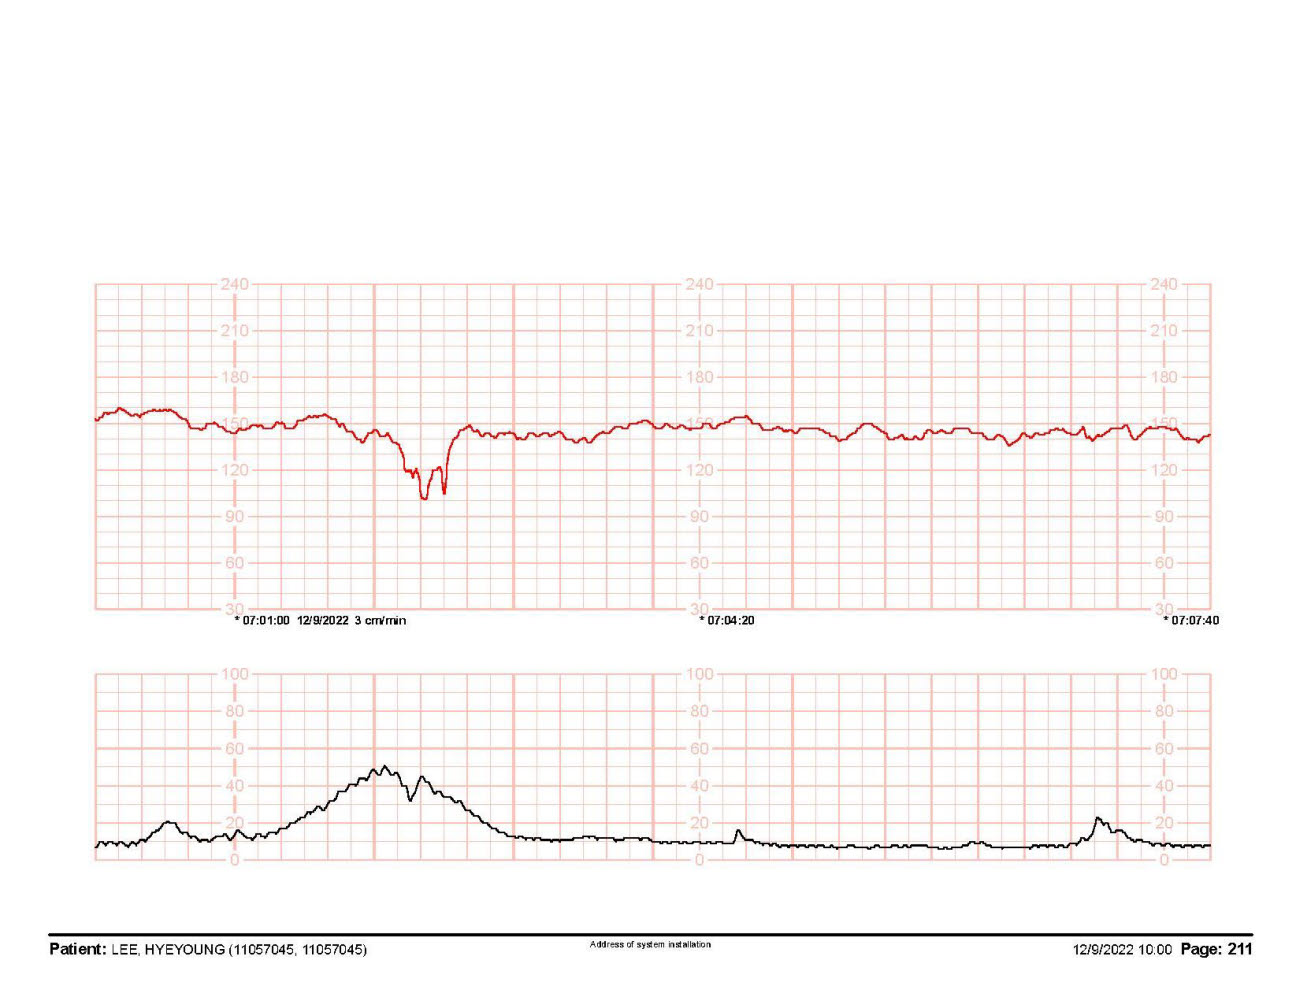 240 240 240
210 210 210
180 180 180
150 150 150
120 120 120
90 90 90
60 60 60
30 30 30
* 07:01:00 12/9/2022 3 cm/min * 07:04:20 * 07:07:40
100 100 100
80 80 80
60 60 60
40 40 40
20 20 20
0 0 0
Patient: LEE, HYEYOUNG (11057045, 11057045) Address of system installation 12/9/2022 10:00 Page: 211